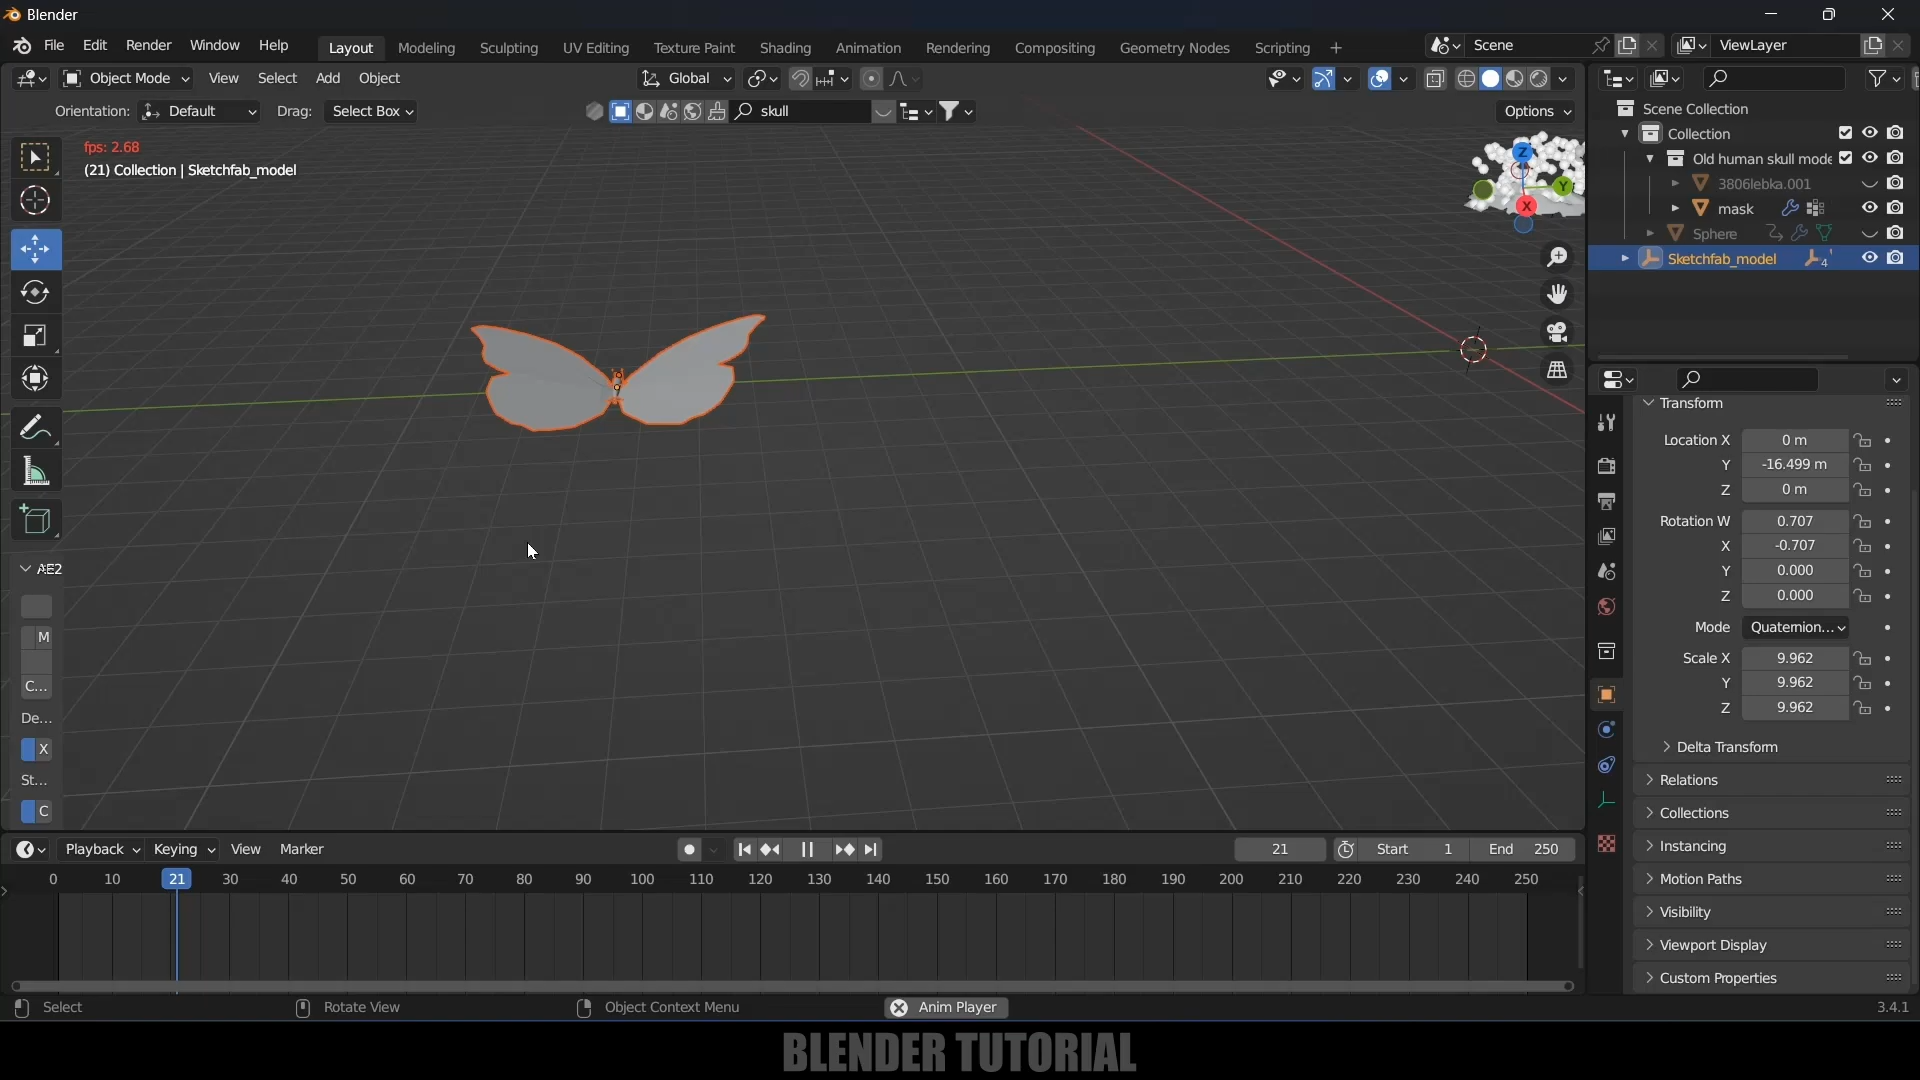 Blender
File Edit Render Window Help Layout Modeling Sculpting UV Editing Texture Paint Shading Animation Rendering Compositing Geometry Nodes Scripting + Scene ViewLayer
Object Mode View Select Add Object Global
Orientation: Default Drag: Select Box skull Options
Scene Collection
Collection
Old human skull mode
3806lebka.001
mask
Sphere
Sketchfab_model 4
fps: 2.68
(21) Collection | Sketchfab_model
Z
Y
X
AE2
M
C...
De...
X
St...
C
Transform
Location X 0 m
Y -16.499 m
Z 0 m
Rotation W 0.707
X -0.707
Y 0.000
Z 0.000
Mode Quaternion...
Scale X 9.962
Y 9.962
Z 9.962
Delta Transform
Relations
Collections
Instancing
Motion Paths
Visibility
Viewport Display
Custom Properties
Playback Keying View Marker 21 Start 1 End 250
0 10 21 30 40 50 60 70 80 90 100 110 120 130 140 150 160 170 180 190 200 210 220 230 240 250
Select Rotate View Object Context Menu Anim Player 3.4.1
BLENDER TUTORIAL